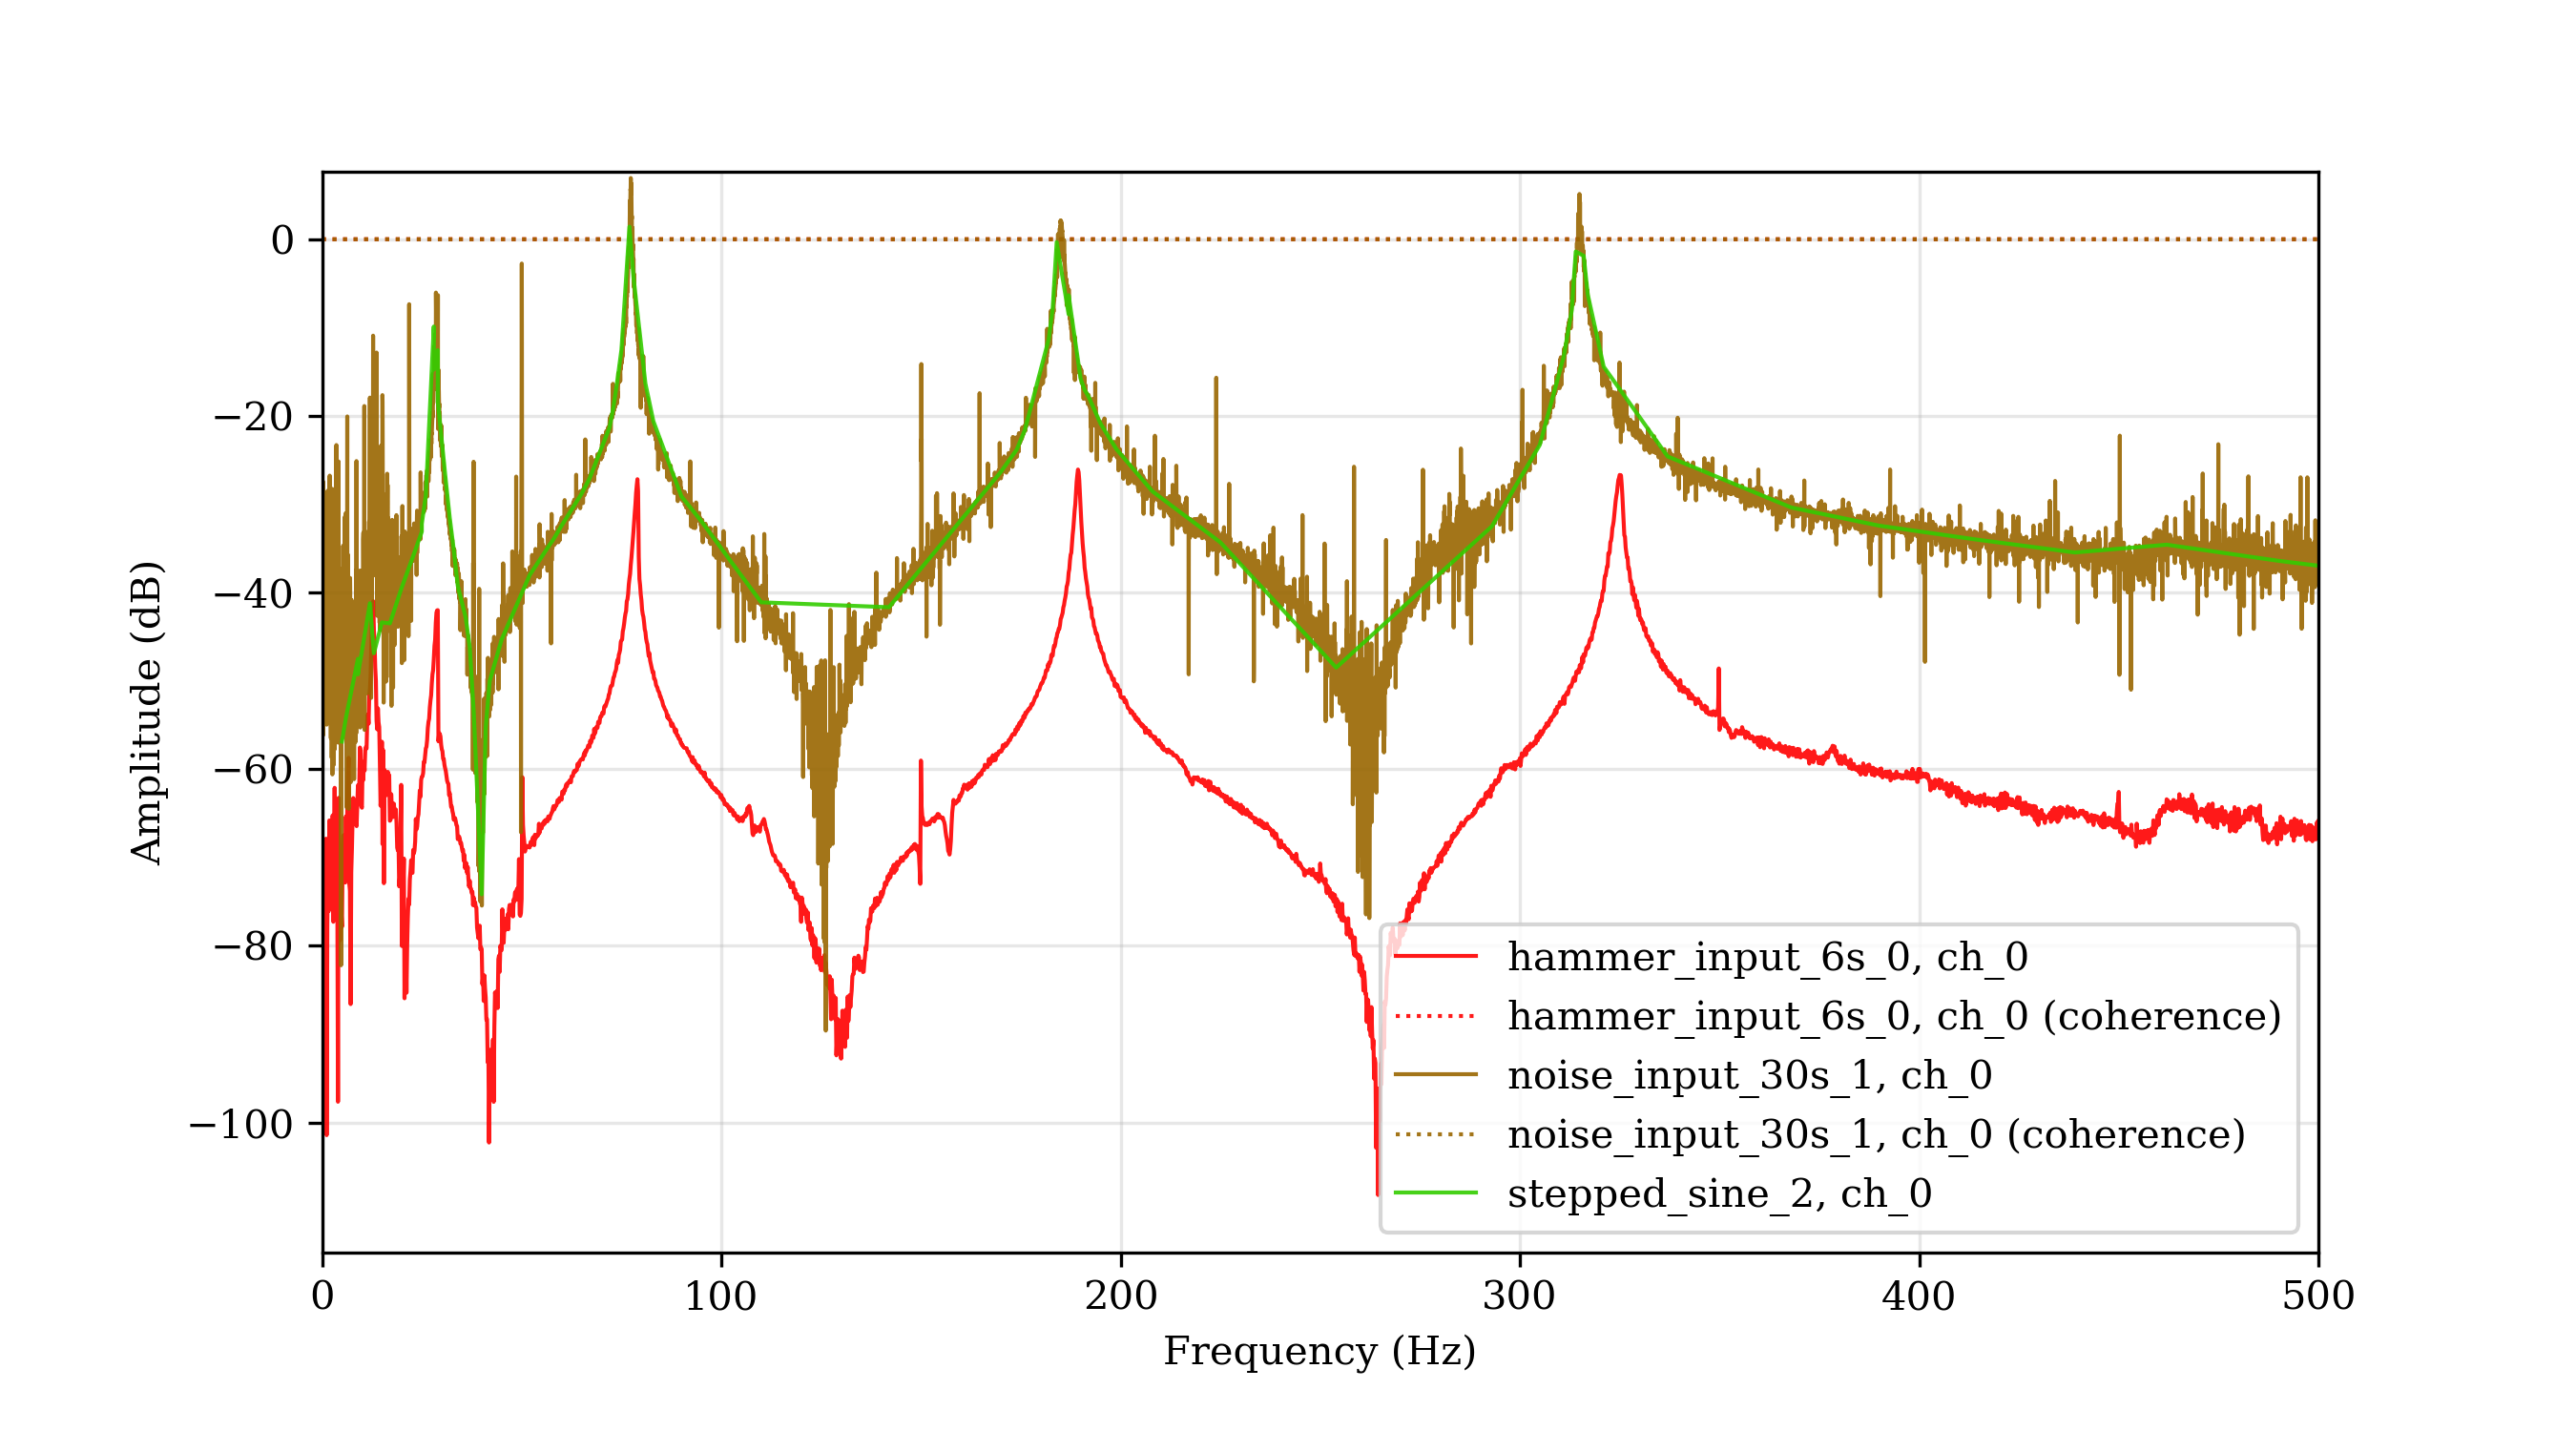 0
−20
−40
−60
−80
−100
Amplitude (dB)
hammer_input_6s_0, ch_0
hammer_input_6s_0, ch_0 (coherence)
noise_input_30s_1, ch_0
noise_input_30s_1, ch_0 (coherence)
stepped_sine_2, ch_0
0 100 200 300 400 500
Frequency (Hz)